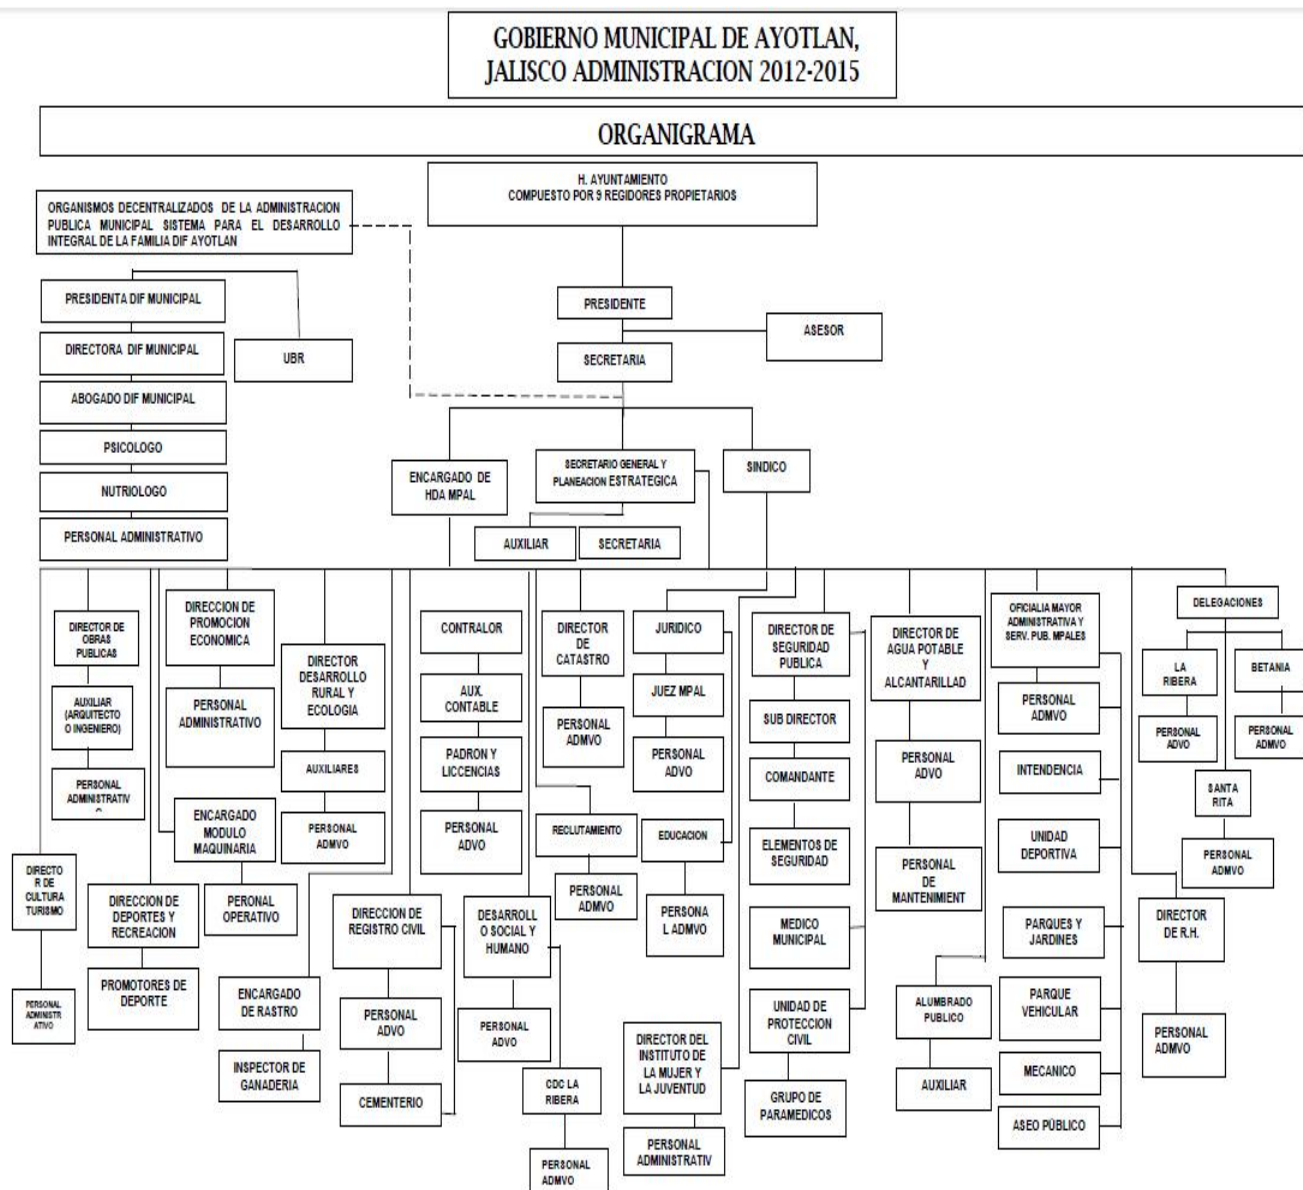 GOBIERNO MUNICIPAL DE AYOTLAN,
JALISCO ADMINISTRACION 2012-2015
ORGANIGRAMA
H. AYUNTAMIENTO
COMPUESTO POR 9 REGIDORES PROPIETARIOS
ORGANISMOS DECENTRALIZADOS DE LA ADMINISTRACION
PUBLICA MUNICIPAL SISTEMA PARA EL DESARROLLO
INTEGRAL DE LA FAMILIA DIF AYOTLAN
PRESIDENTA DIF MUNICIPAL
DIRECTORA DIF MUNICIPAL
UBR
ABOGADO DIF MUNICIPAL
PSICOLOGO
NUTRIOLOGO
PERSONAL ADMINISTRATIVO
PRESIDENTE
ASESOR
SECRETARIA
ENCARGADO DE
HDA MPAL
SECRETARIO GENERAL Y
PLANEACION ESTRATEGICA
SINDICO
AUXILIAR
SECRETARIA
DIRECTOR DE
OBRAS
PUBLICAS
AUXILIAR
(ARQUITECTO
O INGENIERO)
PERSONAL
ADMINISTRATIV
DIRECTO
R DE
CULTURA
TURISMO
PERSONAL
ADMINISTR
ATIVO
DIRECCION DE
PROMOCION
ECONOMICA
PERSONAL
ADMINISTRATIVO
ENCARGADO
MODULO
MAQUINARIA
PERONAL
OPERATIVO
DIRECCION DE
DEPORTES Y
RECREACION
PROMOTORES DE
DEPORTE
DIRECTOR
DESARROLLO
RURAL Y
ECOLOGIA
AUXILIARES
PERSONAL
ADMVO
ENCARGADO
DE RASTRO
INSPECTOR DE
GANADERIA
DIRECCION DE
REGISTRO CIVIL
PERSONAL
ADVO
CEMENTERIO
CONTRALOR
AUX.
CONTABLE
PADRON Y
LICCENCIAS
PERSONAL
ADVO
DESARROLL
O SOCIAL Y
HUMANO
PERSONAL
ADVO
CDC LA
RIBERA
PERSONAL
ADMVO
DIRECTOR
DE
CATASTRO
PERSONAL
ADMVO
RECLUTAMIENTO
PERSONAL
ADMVO
JURIDICO
JUEZ MPAL
PERSONAL
ADVO
EDUCACION
PERSONA
L ADMVO
DIRECTOR DEL
INSTITUTO DE
LA MUJER Y
LA JUVENTUD
PERSONAL
ADMINISTRATIV
DIRECTOR DE
SEGURIDAD
PUBLICA
SUB DIRECTOR
COMANDANTE
ELEMENTOS DE
SEGURIDAD
MEDICO
MUNICIPAL
UNIDAD DE
PROTECCION
CIVIL
GRUPO DE
PARAMEDICOS
DIRECTOR DE
AGUA POTABLE
Y
ALCANTARILLAD
PERSONAL
ADVO
PERSONAL
DE
MANTENIMIENT
ALUMBRADO
PUBLICO
AUXILIAR
OFICIALIA MAYOR
ADMINISTRATIVA Y
SERV. PUB. MPALES
PERSONAL
ADMVO
INTENDENCIA
UNIDAD
DEPORTIVA
PARQUES Y
JARDINES
PARQUE
VEHICULAR
MECANICO
ASEO PÚBLICO
DELEGACIONES
LA
RIBERA
PERSONAL
ADVO
BETANIA
PERSONAL
ADMVO
SANTA
RITA
PERSONAL
ADMVO
DIRECTOR
DE R.H.
PERSONAL
ADMVO